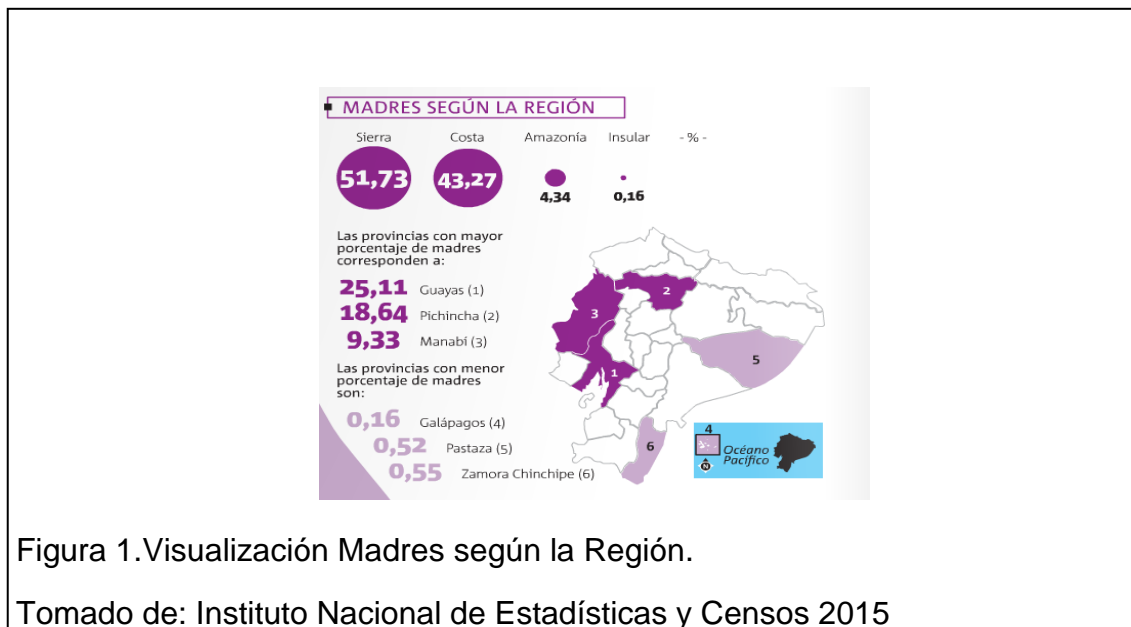 MADRES SEGÚN LA REGIÓN
Sierra Costa Amazonía Insular - % -
51,73 43,27 4,34 0,16
Las provincias con mayor
porcentaje de madres
corresponden a:
25,11 Guayas (1)
18,64 Pichincha (2)
9,33 Manabí (3)
Las provincias con menor
porcentaje de madres
son:
0,16 Galápagos (4)
0,52 Pastaza (5)
0,55 Zamora Chinchipe (6)
2
3
1
5
6
4
Océano
Pacífico
N
Figura 1.Visualización Madres según la Región.
Tomado de: Instituto Nacional de Estadísticas y Censos 2015